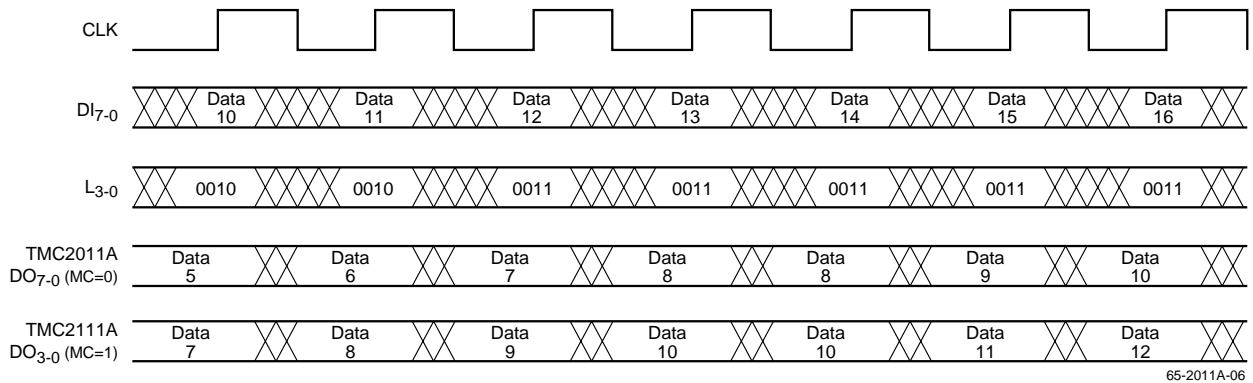 CLK
DI7-0
Data Data Data Data Data Data Data
10 11 12 13 14 15 16
L3-0
0010 0010 0011 0011 0011 0011 0011
TMC2011A
DO7-0 (MC=0)
Data Data Data Data Data Data Data
5 6 7 8 8 9 10
TMC2111A
DO3-0 (MC=1)
Data Data Data Data Data Data Data
7 8 9 10 10 11 12
65-2011A-06